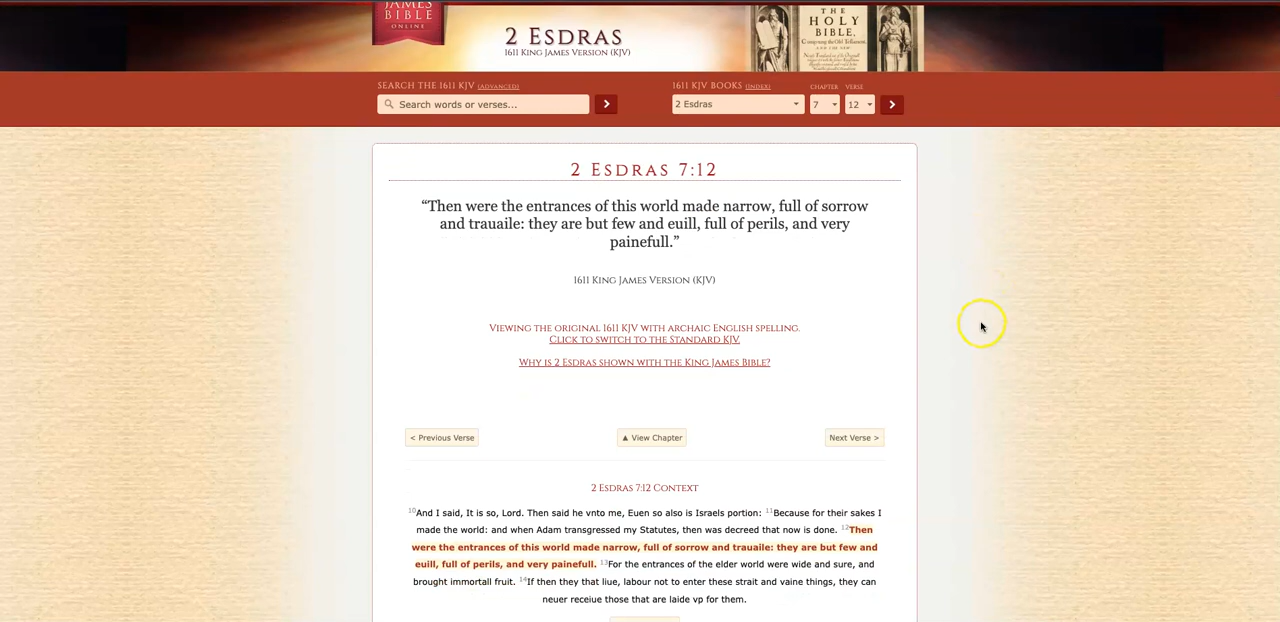 JAMES
BIBLE
ONLINE
2 ESDRAS
1611 KING JAMES VERSION (KJV)
THE
HOLY
BIBLE,
SEARCH THE 1611 KJV (ADVANCED)
Search words or verses...
1611 KJV BOOKS (INDEX)
CHAPTER
VERSE
2 Esdras
7
12
2 ESDRAS 7:12
“Then were the entrances of this world made narrow, full of sorrow
and trauaile: they are but few and euill, full of perils, and very
painefull.”
1611 KING JAMES VERSION (KJV)
VIEWING THE ORIGINAL 1611 KJV WITH ARCHAIC ENGLISH SPELLING.
CLICK TO SWITCH TO THE STANDARD KJV.
WHY IS 2 ESDRAS SHOWN WITH THE KING JAMES BIBLE?
< Previous Verse
▲ View Chapter
Next Verse >
2 ESDRAS 7:12 CONTEXT
10And I said, It is so, Lord. Then said he vnto me, Euen so also is Israels portion: 11Because for their sakes I
made the world: and when Adam transgressed my Statutes, then was decreed that now is done. 12Then
were the entrances of this world made narrow, full of sorrow and trauaile: they are but few and
euill, full of perils, and very painefull. 13For the entrances of the elder world were wide and sure, and
brought immortall fruit. 14If then they that liue, labour not to enter these strait and vaine things, they can
neuer receiue those that are laide vp for them.